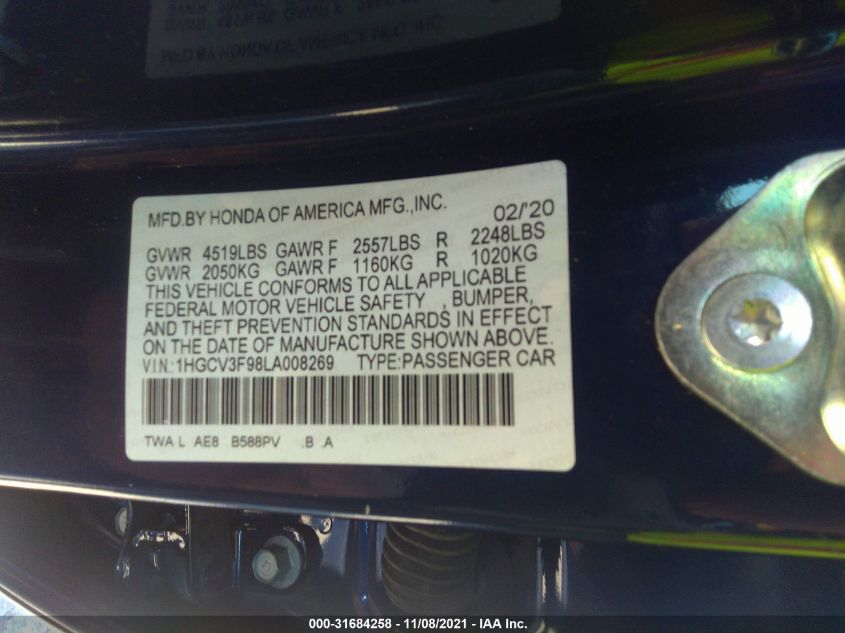 MFD.BY HONDA OF AMERICA MFG.,INC. 02/'20
GVWR 4519LBS GAWR F 2557LBS R 2248LBS
GVWR 2050KG GAWR F 1160KG R 1020KG
THIS VEHICLE CONFORMS TO ALL APPLICABLE
FEDERAL MOTOR VEHICLE SAFETY , BUMPER,
AND THEFT PREVENTION STANDARDS IN EFFECT
ON THE DATE OF MANUFACTURE SHOWN ABOVE.
V.I.N.:1HGCV3F98LA008269 TYPE:PASSENGER CAR
TWA L AE8 B588PV .B .A
000-31684258 - 11/08/2021 - IAA Inc.